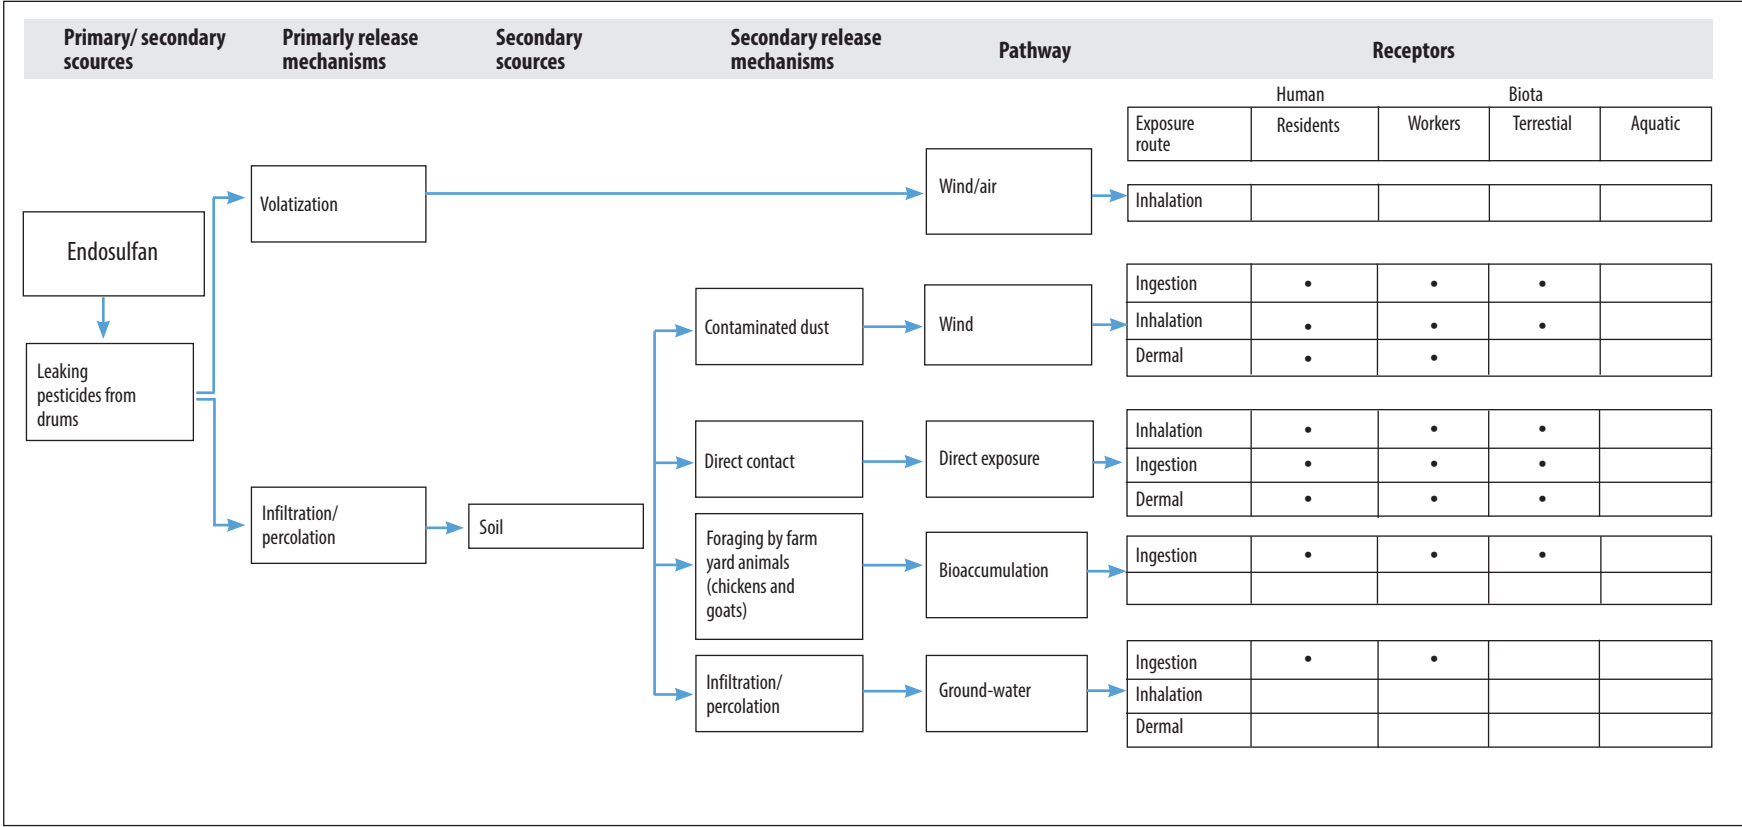 Primary/ secondary
scources
Primarly release
mechanisms
Secondary
scources
Secondary release
mechanisms
Pathway
Receptors
Human
Biota
Exposure
route
Residents
Workers
Terrestial
Aquatic
Endosulfan
Leaking
pesticides from
drums
Volatization
Wind/air
Inhalation
Contaminated dust
Wind
Ingestion
Inhalation
Dermal
Direct contact
Direct exposure
Inhalation
Ingestion
Dermal
Infiltration/
percolation
Soil
Foraging by farm
yard animals
(chickens and
goats)
Bioaccumulation
Ingestion
Infiltration/
percolation
Ground-water
Ingestion
Inhalation
Dermal